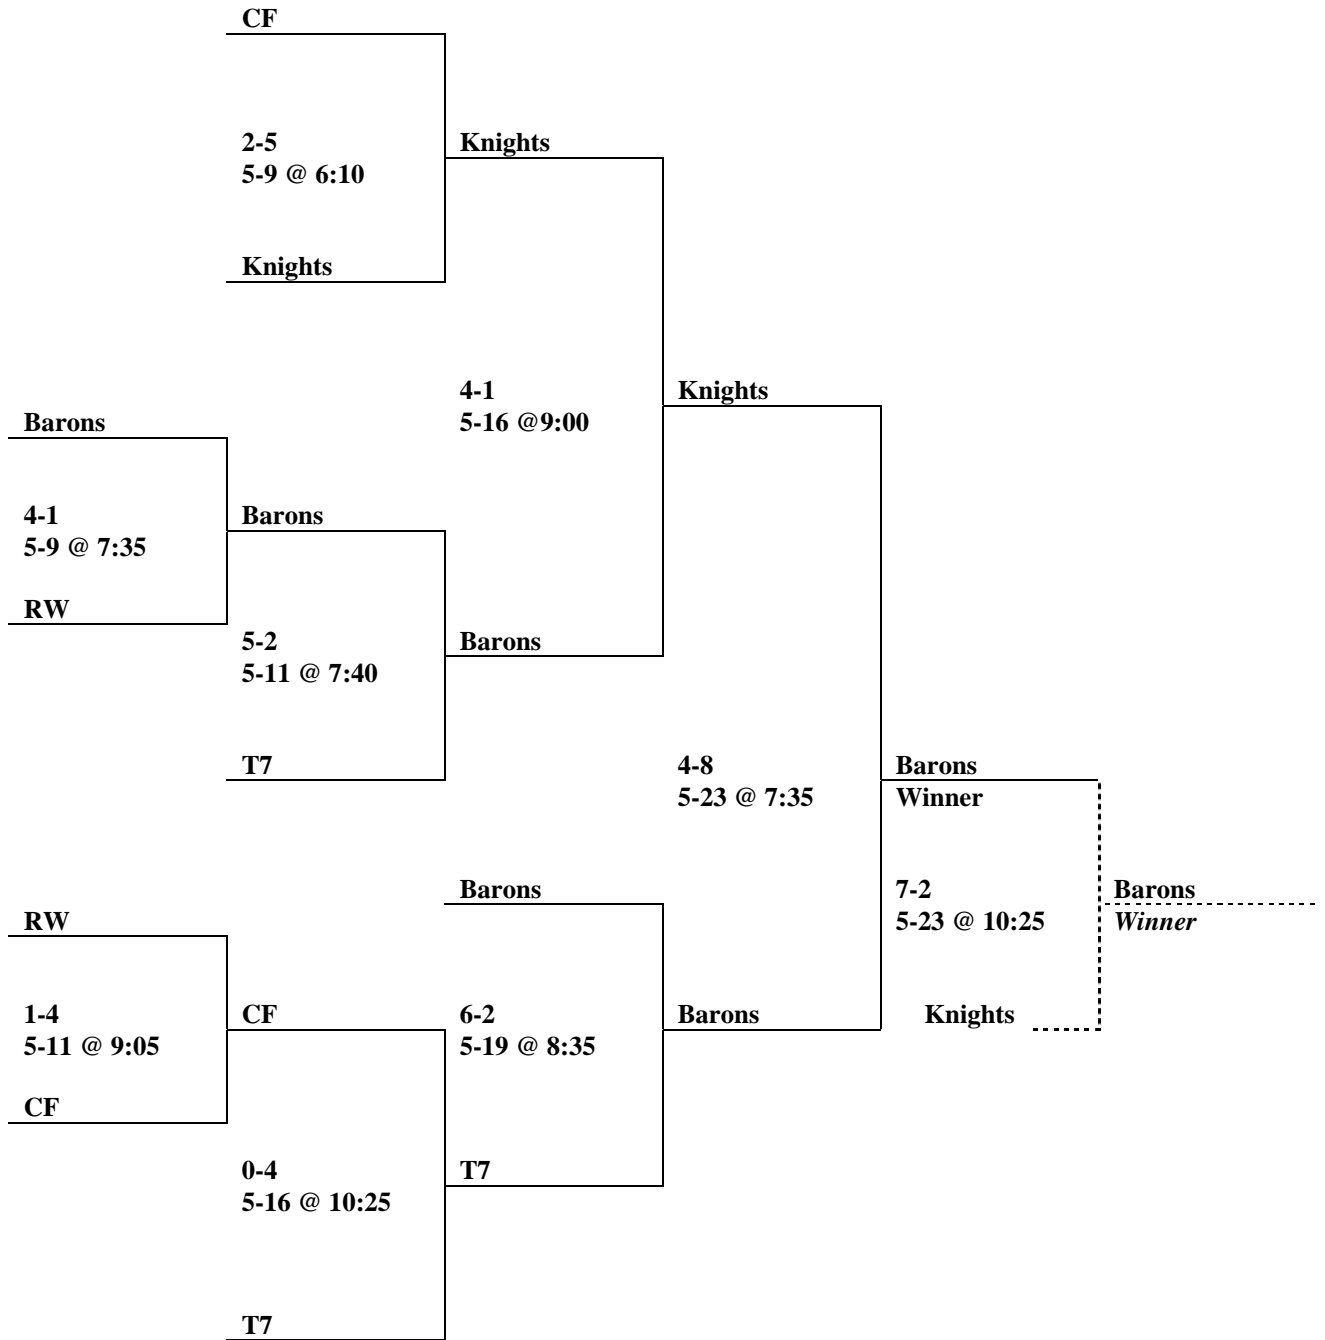 CF
2-5
5-9 @ 6:10
Knights
Knights
4-1
5-16 @9:00
Knights
Barons
4-1
5-9 @ 7:35
RW
Barons
5-2
5-11 @ 7:40
Barons
T7
4-8
5-23 @ 7:35
Barons
Winner
Barons
7-2
5-23 @ 10:25
Barons
Winner
RW
1-4
5-11 @ 9:05
CF
CF
6-2
5-19 @ 8:35
Barons
Knights
0-4
5-16 @ 10:25
T7
T7